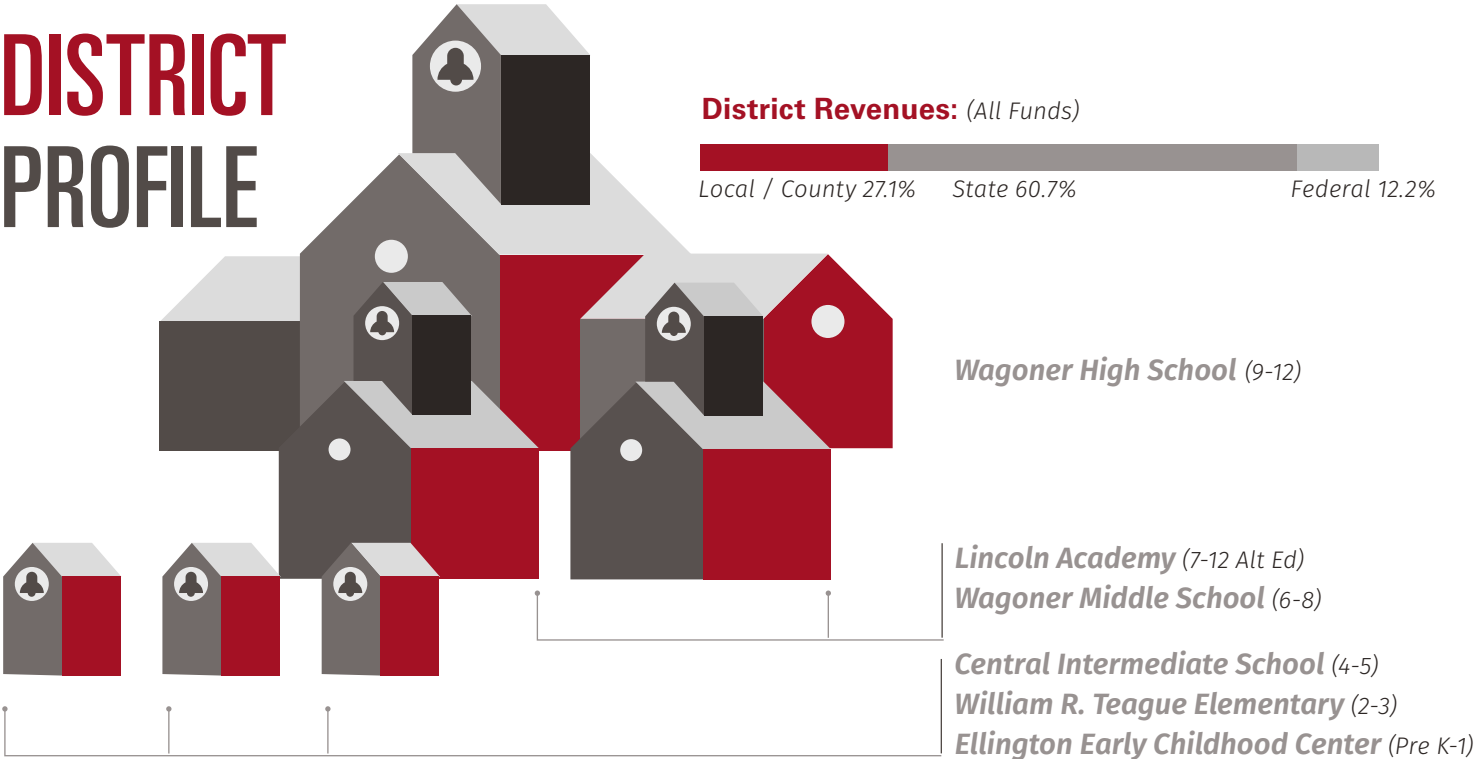 DISTRICT
PROFILE
District Revenues: (All Funds)
Local / County 27.1% State 60.7% Federal 12.2%
Wagoner High School (9-12)
Lincoln Academy (7-12 Alt Ed)
Wagoner Middle School (6-8)
Central Intermediate School (4-5)
William R. Teague Elementary (2-3)
Ellington Early Childhood Center (Pre K-1)